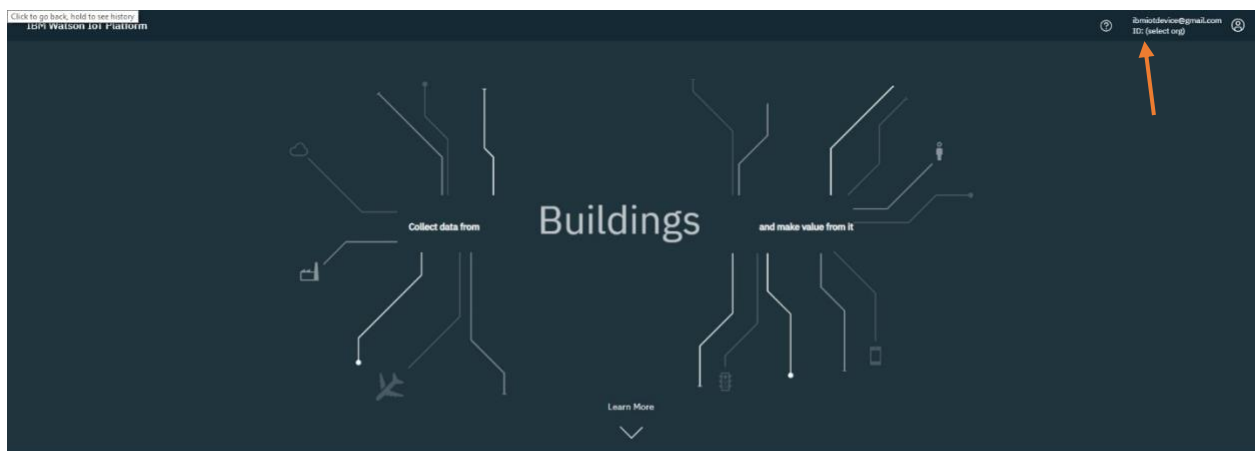 Click to go back, hold to see history
IBM Watson IoT Platform
ibmiotdevice@gmail.com
ID: (select org)
Collect data from
Buildings
and make value from it
Learn More